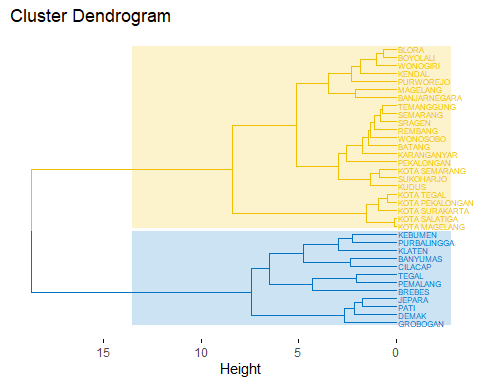 Cluster Dendrogram
BLORA
BOYOLALI
WONOGIRI
KENDAL
PURWOREJO
MAGELANG
BANJARNEGARA
TEMANGGUNG
SEMARANG
SRAGEN
REMBANG
WONOSOBO
BATANG
KARANGANYAR
PEKALONGAN
KOTA SEMARANG
SUKOHARJO
KUDUS
KOTA TEGAL
KOTA PEKALONGAN
KOTA SURAKARTA
KOTA SALATIGA
KOTA MAGELANG
KEBUMEN
PURBALINGGA
KLATEN
BANYUMAS
CILACAP
TEGAL
PEMALANG
BREBES
JEPARA
PATI
DEMAK
GROBOGAN
15 10 5 0
Height